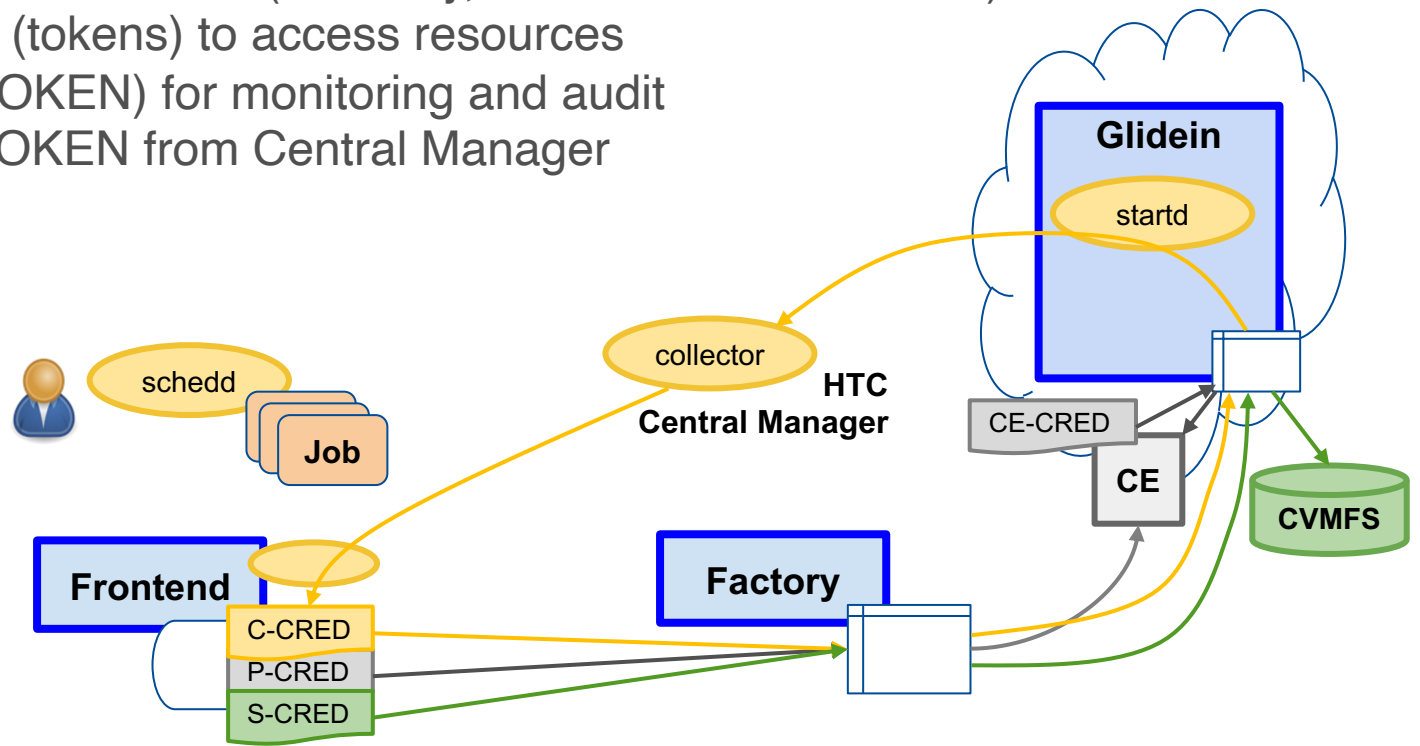 (tokens) to access resources
OKEN) for monitoring and audit
OKEN from Central Manager
Glidein
startd
collector
HTC
Central Manager
schedd
Job
CE-CRED
CE
CVMFS
Frontend
Factory
C-CRED
P-CRED
S-CRED